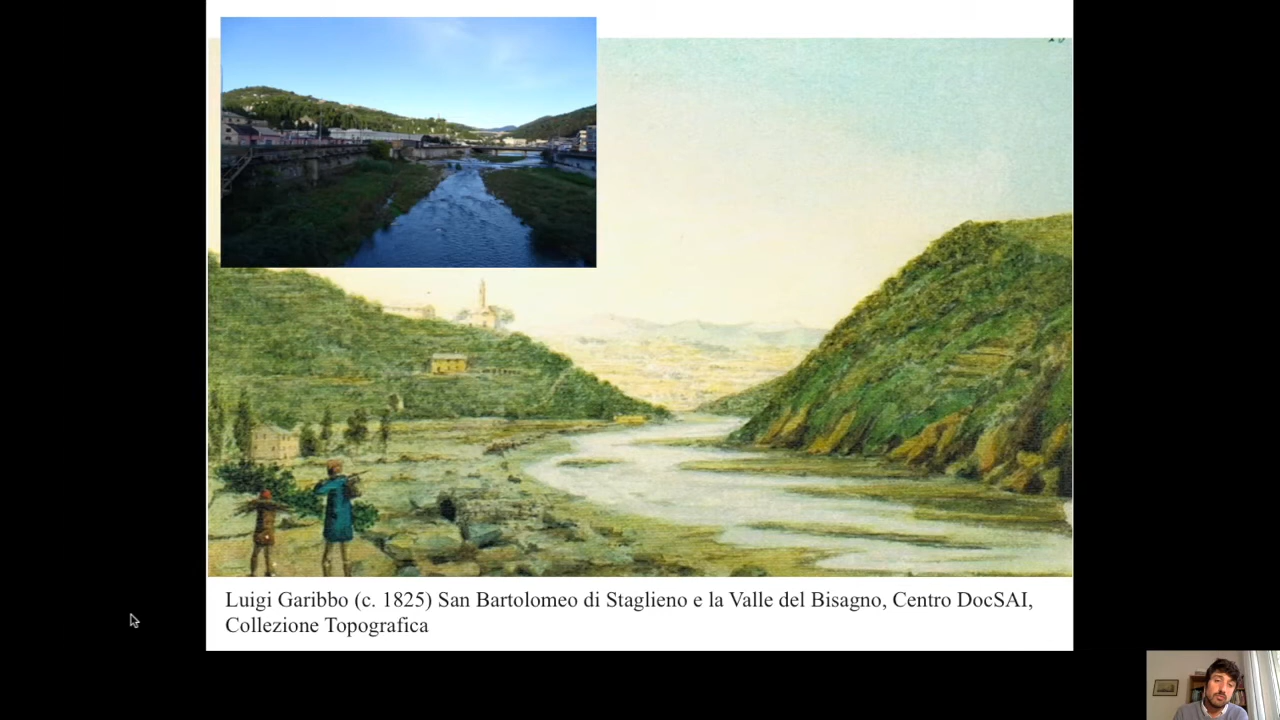 Luigi Garibbo (c. 1825) San Bartolomeo di Staglieno e la Valle del Bisagno, Centro DocSAI,
Collezione Topografica